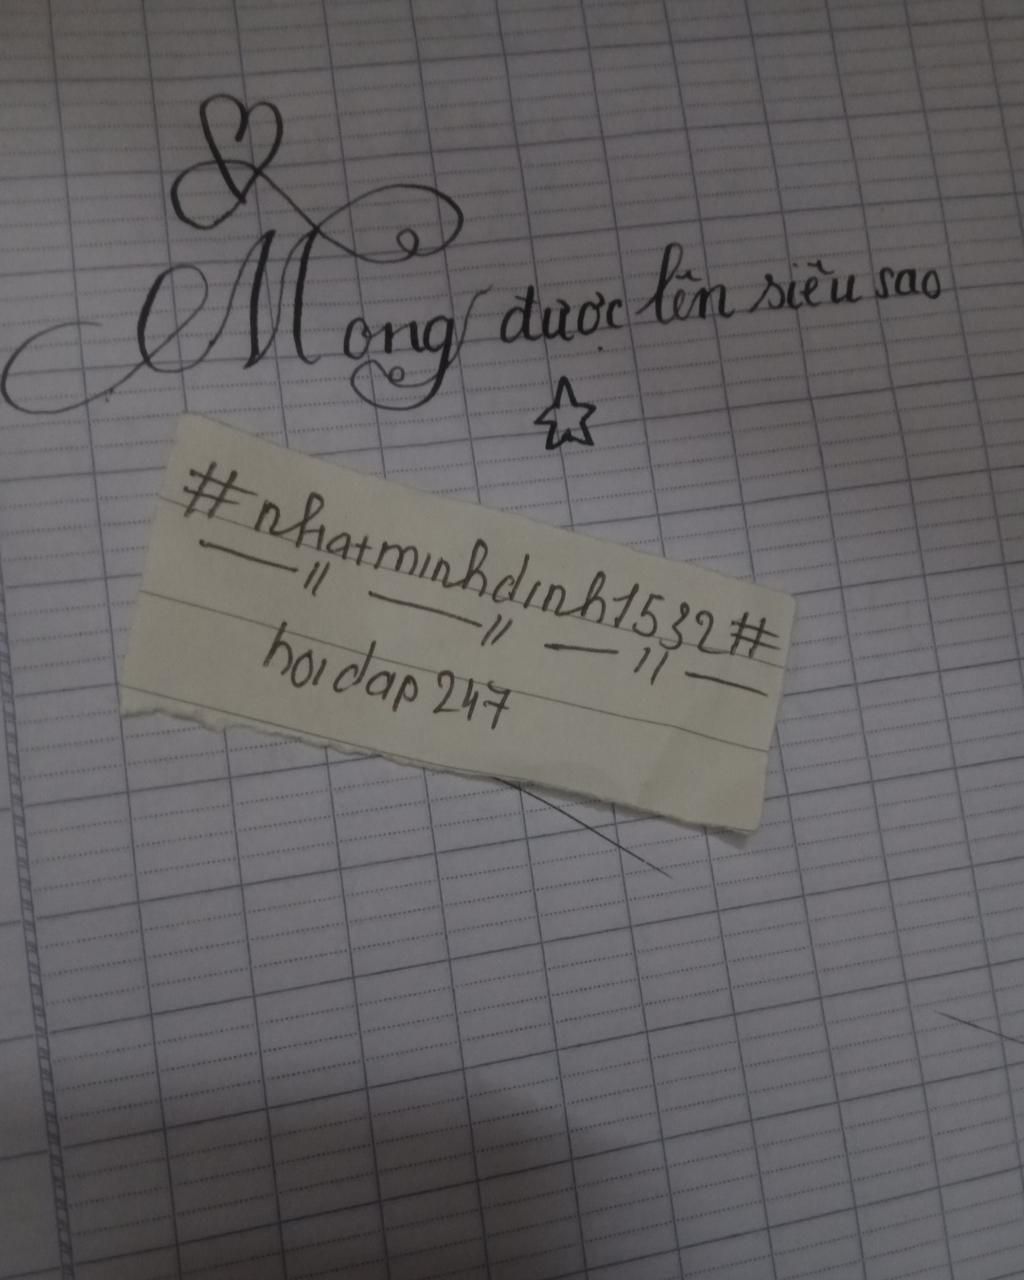 Mong được lên siêu sao
#nhatminhdinh1532#
hoidap247